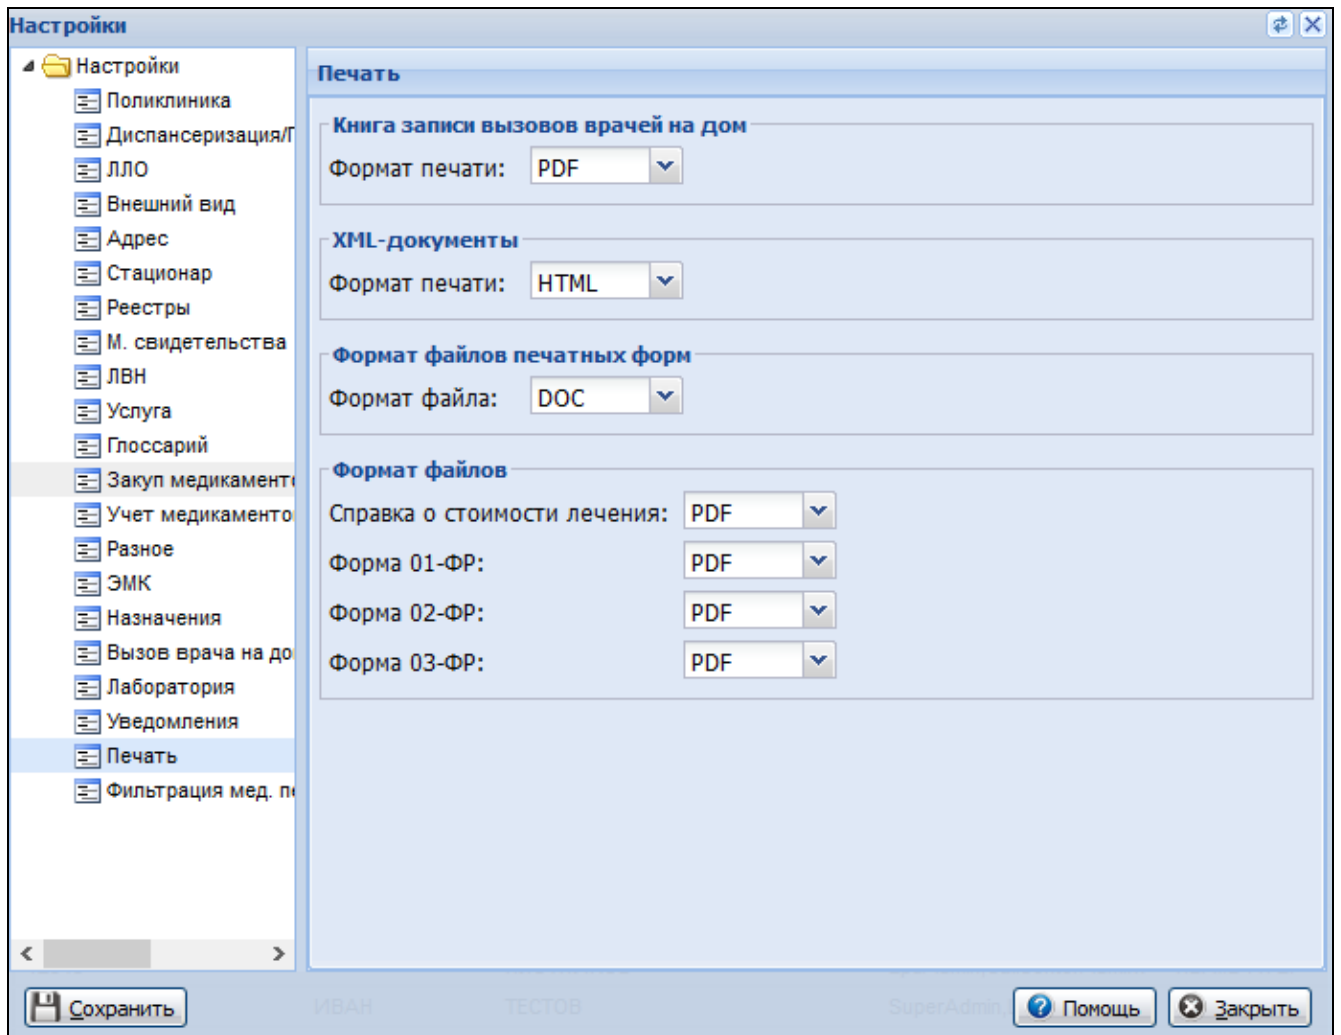 Настройки
Настройки
Поликлиника
Диспансеризация/П
ЛЛО
Внешний вид
Адрес
Стационар
Реестры
М. свидетельства
ЛВН
Услуга
Глоссарий
Закуп медикаменто
Учет медикаменто
Разное
ЭМК
Назначения
Вызов врача на до
Лаборатория
Уведомления
Печать
Фильтрация мед. пе
Печать
Книга записи вызовов врачей на дом
Формат печати: PDF
XML-документы
Формат печати: HTML
Формат файлов печатных форм
Формат файла: DOC
Формат файлов
Справка о стоимости лечения: PDF
Форма 01-ФР: PDF
Форма 02-ФР: PDF
Форма 03-ФР: PDF
Сохранить ИВАН ТЕСТОВ SuperAdmin, Помощь Закрыть